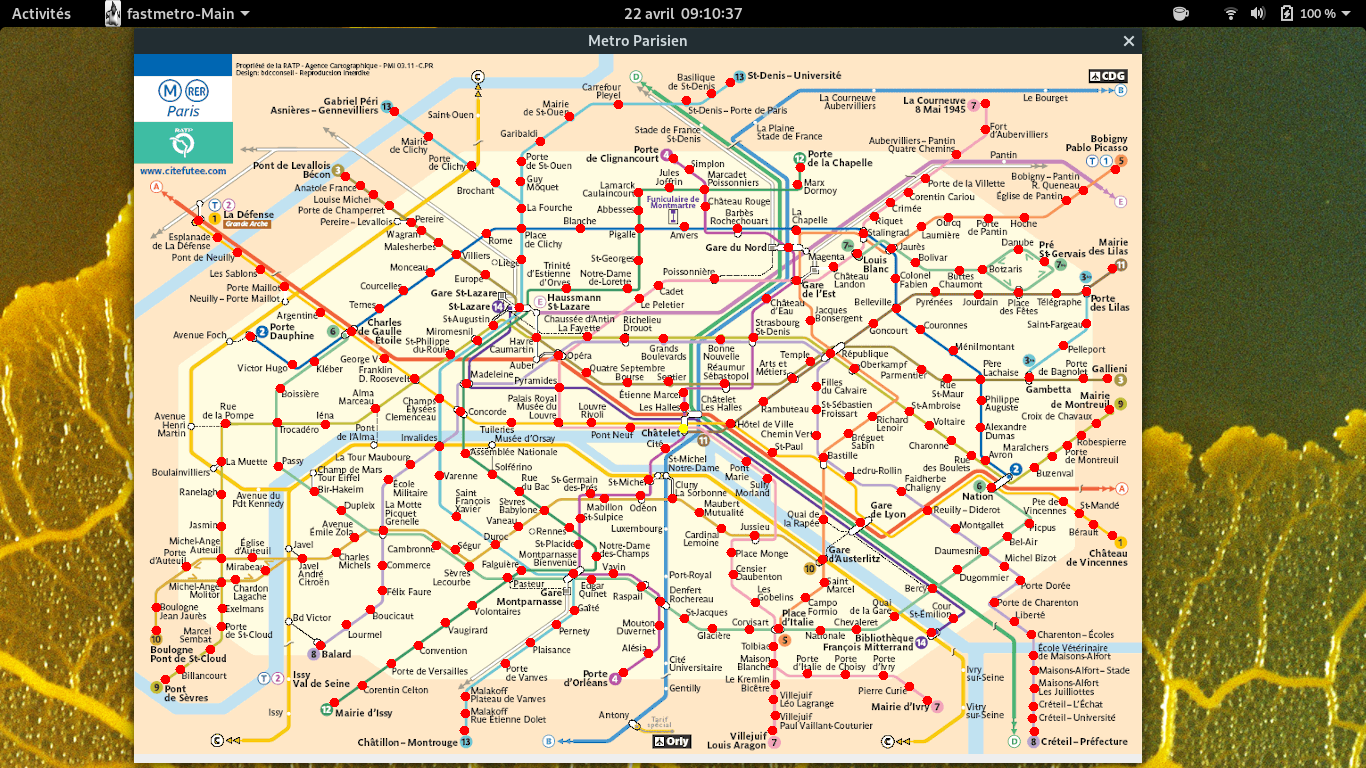 Activités
fastmetro-Main
22 avril 09:10:37
100 %
Metro Parisien
M RER
Paris
RATP
www.citefutee.com
Propriété de la RATP - Agence Cartographique - PMI 03.11-C.PR
Design: bdcconseil - Reproduction interdite
C
D
Basilique
de St-Denis
13 St-Denis – Université
CDG
Carrefour
Pleyel
B
Gabriel Péri
Asnières – Gennevilliers 13
Mairie
de St-Ouen
St-Denis – Porte de Paris
La Courneuve
Aubervilliers
La Courneuve
8 Mai 1945
7
Le Bourget
Saint-Ouen
Garibaldi
Stade de France
St-Denis
La Plaine
Stade de France
Fort
d'Aubervilliers
Mairie
de Clichy
Aubervilliers – Pantin
Quatre Chemins
Bobigny
Pablo Picasso
T 1 5
Porte
de Clichy
Porte
de St-Ouen
Porte
de Clignancourt 4
Simplon
12 Porte
de la Chapelle
Pantin
Pont de Levallois
Bécon 3
Jules
Joffrin
Marcadet
Poissonniers
Bobigny – Pantin
R. Queneau
A
Anatole France
Brochant
Guy
Môquet
Lamarck
Caulaincourt
Marx
Dormoy
Porte de la Villette
Corentin Cariou
Église de Pantin
E
Louise Michel
T 2
Funiculaire de
Montmartre
Château Rouge
Crimée
1 La Défense
Grande Arche
Porte de Champerret
La Fourche
Abbesses
Barbès
Rochechouart
La
Chapelle
Riquet
Ourcq
Porte
de Pantin
Hoche
Pereire – Levallois
Pereire
Blanche
Stalingrad
Laumière
Esplanade
de La Défense
Wagram
Rome
Place
de Clichy
Pigalle
Anvers
Gare du Nord
Jaurès
Danube
Pré
St-Gervais
Mairie
des Lilas
Pont de Neuilly
Malesherbes
Villiers
Liège
St-Georges
Magenta
Louis
Blanc
Bolivar
7bis
11
Les Sablons
Monceau
Europe
Trinité
d'Estienne
d'Orves
Notre-Dame
de-Lorette
Poissonnière
Château
Landon
Colonel
Fabien
Buttes
Chaumont
Botzaris
3bis
Porte Maillot
Neuilly – Porte Maillot
Courcelles
Gare St-Lazare
St-Lazare 14
E Haussmann
St-Lazare
Cadet
Le Peletier
Gare
de l'Est
Belleville
Pyrénées
Jourdain
Place
des Fêtes
Télégraphe
Porte
des Lilas
Argentine
Ternes
St-Augustin
Chaussée d'Antin
La Fayette
Richelieu
Drouot
Château
d'Eau
Jacques
Bonsergent
Saint-Fargeau
Avenue Foch
2 Porte
Dauphine
6 Charles
de Gaulle
Étoile
Miromesnil
Havre
Caumartin
Strasbourg
St-Denis
Goncourt
Couronnes
St-Philippe
du-Roule
Auber
Opéra
Grands
Boulevards
Bonne
Nouvelle
Arts et
Métiers
Temple
République
Ménilmontant
Pelleport
Victor Hugo
Kléber
George V
Franklin
D. Roosevelt
Madeleine
Pyramides
Quatre Septembre
Bourse
Sentier
Réaumur
Sébastopol
Oberkampf
Parmentier
Père
Lachaise
3bis
Porte
de Bagnolet
Gallieni
3
Boissière
Alma
Marceau
Étienne Marcel
Les Halles
Châtelet
Les Halles
Filles
du Calvaire
Rue
St-Maur
Gambetta
Mairie
de Montreuil
9
Avenue
Henri
Martin
Rue
de la Pompe
Iéna
Champs
Élysées
Clemenceau
Concorde
Palais Royal
Musée du
Louvre
Louvre
Rivoli
Rambuteau
St-Sébastien
Froissart
St-Ambroise
Philippe
Auguste
Croix de Chavaux
Trocadéro
Pont
de l'Alma
Tuileries
Pont Neuf
Châtelet
Hôtel de Ville
Richard
Lenoir
Voltaire
Alexandre
Dumas
Robespierre
Invalides
Musée d'Orsay
Cité
11
Chemin Vert
Bréguet
Sabin
Charonne
Maraîchers
Porte
de Montreuil
Boulainvilliers
La Muette
Passy
La Tour Maubourg
Assemblée Nationale
St-Michel
Notre-Dame
St-Paul
Bastille
Rue
des Boulets
Avron
Champ de Mars
Tour Eiffel
Varenne
Solférino
Pont
Marie
Ledru-Rollin
2
Buzenval
Ranelagh
Avenue du
Pdt Kennedy
Bir-Hakeim
École
Militaire
Rue
du Bac
St-Germain
des-Prés
St-Michel
Cluny
La Sorbonne
Sully
Morland
Faidherbe
Chaligny
6
Nation
A
Dupleix
La Motte
Picquet
Grenelle
Saint
François
Xavier
Sèvres
Babylone
Mabillon
Odéon
Maubert
Mutualité
Quai de
la Rapée
Gare
de Lyon
Reuilly – Diderot
Pte de
Vincennes
St-Mandé
Jasmin
Avenue
Émile Zola
Vaneau
St-Sulpice
Luxembourg
Jussieu
Montgallet
Picpus
Bérault
Michel-Ange
Auteuil
Église
d'Auteuil
Javel
Cambronne
Ségur
Duroc
Rennes
St-Placide
Notre-Dame
des-Champs
Cardinal
Lemoine
Gare
d'Austerlitz
Daumesnil
Bel-Air
1
Porte
d'Auteuil
Mirabeau
Javel
André
Citroën
Charles
Michels
Commerce
Sèvres
Lecourbe
Falguière
Montparnasse
Bienvenüe
Vavin
Place Monge
10
Michel Bizot
Château
de Vincennes
Michel-Ange
Molitor
Chardon
Lagache
Félix Faure
Pasteur
Gare
Montparnasse
Edgar
Quinet
Raspail
Port-Royal
Denfert
Rochereau
Censier
Daubenton
Saint
Marcel
Dugommier
Porte Dorée
Boulogne
Jean Jaurès
Exelmans
Bd Victor
Boucicaut
Volontaires
Gaîté
Les
Gobelins
Campo
Formio
Quai
de la Gare
Bercy
Cour
St-Émilion
Porte de Charenton
10
Boulogne
Pont de St-Cloud
Marcel
Sembat
Porte
de St-Cloud
Lourmel
Vaugirard
Pernety
Mouton
Duvernet
St-Jacques
Glacière
Corvisart
Place
d'Italie
5
Nationale
Chevaleret
Bibliothèque
François Mitterrand 14
Liberté
8 Balard
Convention
Plaisance
Alésia
Tolbiac
Charenton – Écoles
École Vétérinaire
de Maisons-Alfort
Billancourt
T 2
Issy
Val de Seine
Porte de Versailles
Porte
de Vanves
Porte
d'Orléans 4
Cité
Universitaire
Maison
Blanche
Porte
d'Italie
Porte
de Choisy
Porte
d'Ivry
Ivry
sur-Seine
Maisons-Alfort – Stade
9 Pont
de Sèvres
Corentin Celton
Malakoff
Plateau de Vanves
Gentilly
Le Kremlin
Bicêtre
Villejuif
Léo Lagrange
Pierre Curie
Maisons-Alfort
Les Juilliottes
Issy
12 Mairie d'Issy
Malakoff
Rue Étienne Dolet
Antony
Tarif
spécial
Villejuif
Paul Vaillant-Couturier
Mairie d'Ivry 7
Vitry
sur-Seine
Créteil – L'Échat
Créteil – Université
C
Châtillon – Montrouge 13
B
Orly
Villejuif
Louis Aragon 7
C
D
8 Créteil – Préfecture